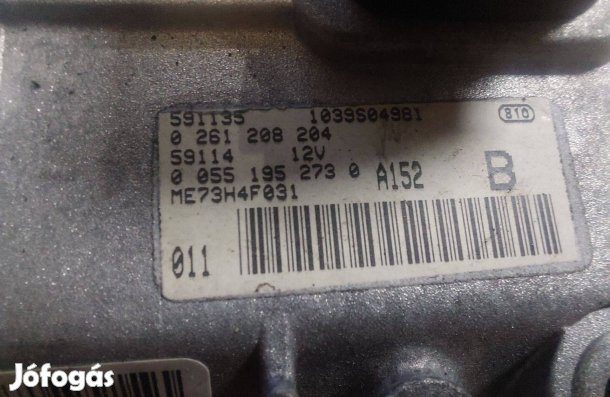 591135 1039S04981 810
0 261 208 204
59114 12V
0 055 195 273 0 A152 B
ME73H4F031
011
Jófogás